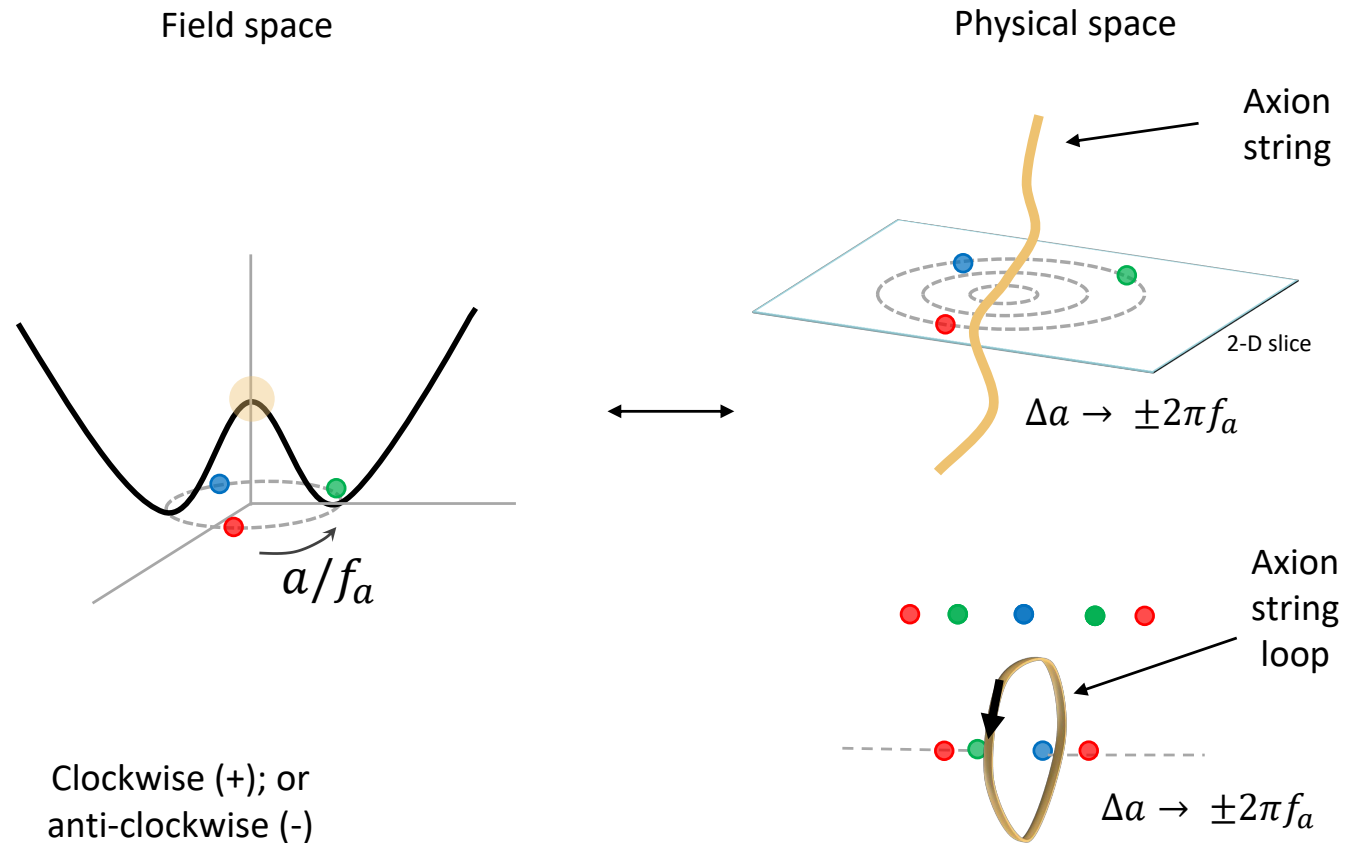 Field space
Physical space
Axion
string
2-D slice
Δa → ±2πf_a
a/f_a
Axion
string
loop
Δa → ±2πf_a
Clockwise (+); or
anti-clockwise (-)